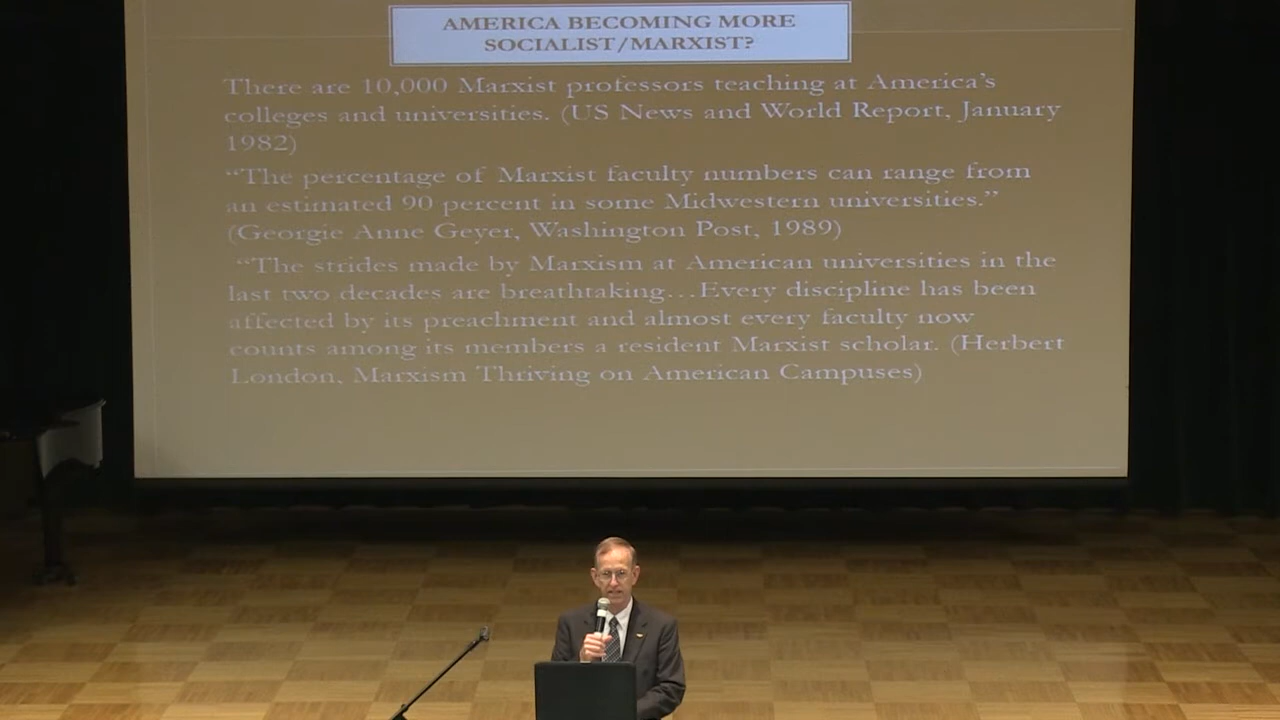 AMERICA BECOMING MORE
SOCIALIST/MARXIST?
There are 10,000 Marxist professors teaching at America's
colleges and universities. (US News and World Report, January
1982)
“The percentage of Marxist faculty numbers can range from
an estimated 90 percent in some Midwestern universities.”
(Georgie Anne Geyer, Washington Post, 1989)
“The strides made by Marxism at American universities in the
last two decades are breathtaking…Every discipline has been
affected by its preachment and almost every faculty now
counts among its members a resident Marxist scholar. (Herbert
London, Marxism Thriving on American Campuses)